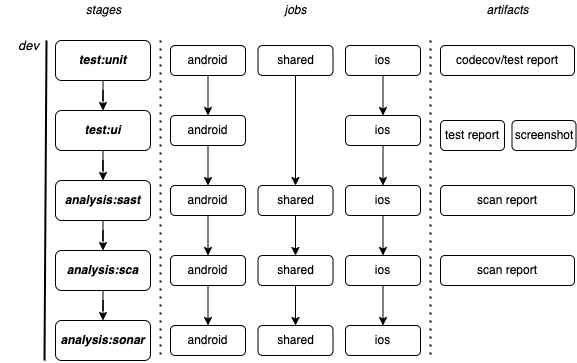 stages jobs artifacts
dev
test:unit android shared ios codecov/test report
test:ui android ios test report screenshot
analysis:sast android shared ios scan report
analysis:sca android shared ios scan report
analysis:sonar android shared ios